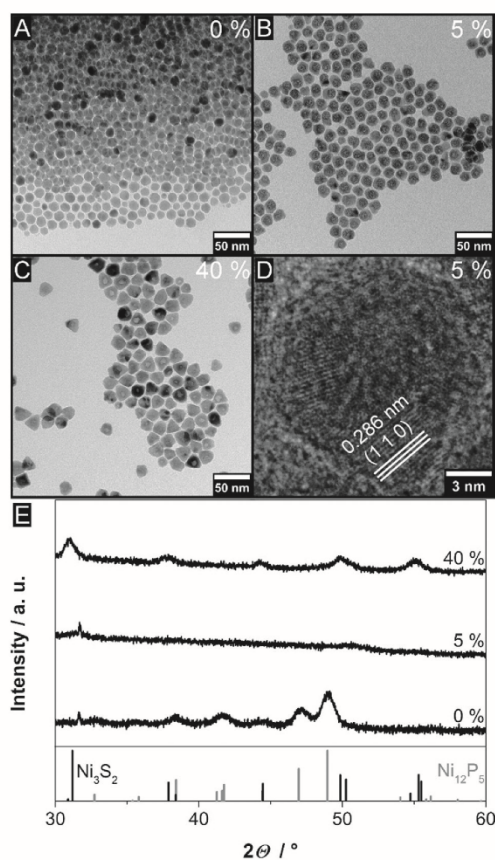 A
0 %
B
5 %
50 nm
50 nm
C
40 %
D
5 %
0.286 nm
(1 1 0)
50 nm
3 nm
E
Intensity / a. u.
40 %
5 %
0 %
Ni₃S₂
Ni₁₂P₅
30
40
50
60
2Θ / °